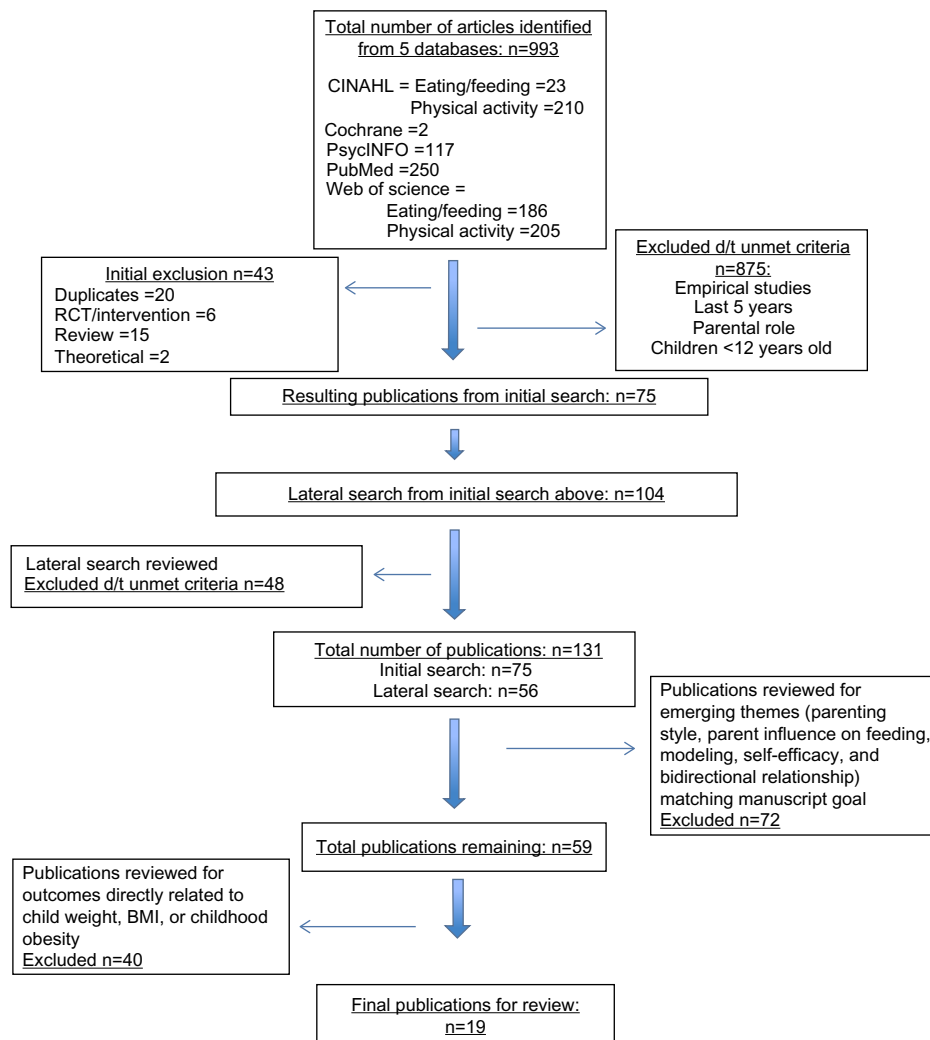 Total number of articles identified
from 5 databases: n=993
CINAHL = Eating/feeding =23
Physical activity =210
Cochrane =2
PsycINFO =117
PubMed =250
Web of science =
Eating/feeding =186
Physical activity =205
Initial exclusion n=43
Duplicates =20
RCT/intervention =6
Review =15
Theoretical =2
Excluded d/t unmet criteria
n=875:
Empirical studies
Last 5 years
Parental role
Children <12 years old
Resulting publications from initial search: n=75
Lateral search from initial search above: n=104
Lateral search reviewed
Excluded d/t unmet criteria n=48
Total number of publications: n=131
Initial search: n=75
Lateral search: n=56
Publications reviewed for
emerging themes (parenting
style, parent influence on feeding,
modeling, self-efficacy, and
bidirectional relationship)
matching manuscript goal
Excluded n=72
Total publications remaining: n=59
Publications reviewed for
outcomes directly related to
child weight, BMI, or childhood
obesity
Excluded n=40
Final publications for review:
n=19